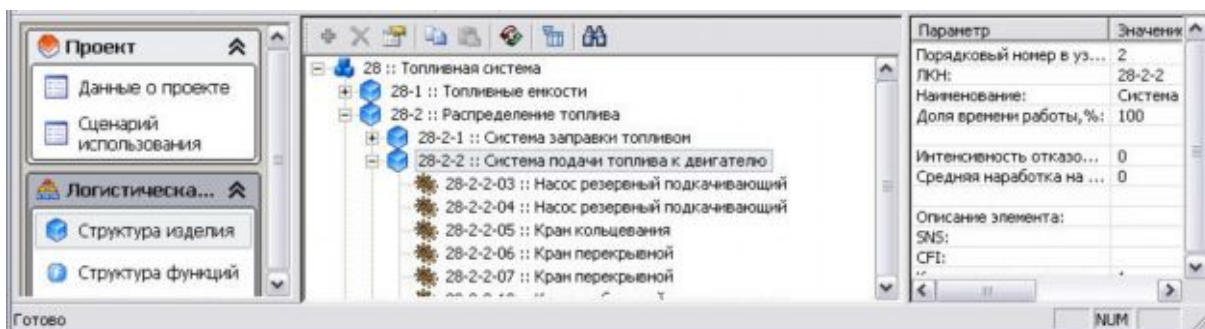 Проект
Данные о проекте
Сценарий
использования
Логистическа...
Структура изделия
Структура функций
28 :: Топливная система
28-1 :: Топливные емкости
28-2 :: Распределение топлива
28-2-1 :: Система заправки топливом
28-2-2 :: Система подачи топлива к двигателю
28-2-2-03 :: Насос резервный подкачивающий
28-2-2-04 :: Насос резервный подкачивающий
28-2-2-05 :: Кран кольцевания
28-2-2-06 :: Кран перекрывной
28-2-2-07 :: Кран перекрывной
Параметр Значение
Порядковый номер в уз... 2
ЛКН: 28-2-2
Наименование: Система
Доля времени работы,%: 100
Интенсивность отказо... 0
Средняя наработка на ... 0
Описание элемента:
SNS:
CFI:
Готово
NUM